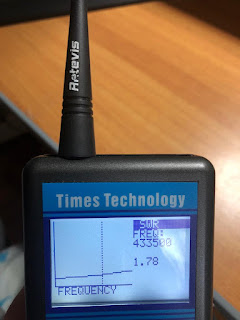 Retevis
Times Technology
SWR
FREQ:
433500
1.78
FREQUENCY